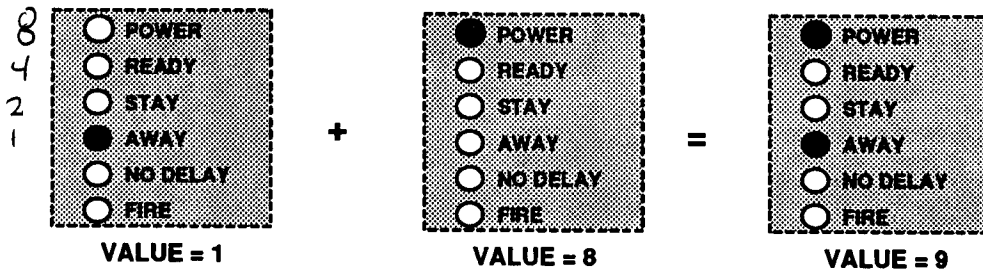 8 POWER
4 READY
2 STAY
1 AWAY
NO DELAY
FIRE
VALUE = 1
+
POWER
READY
STAY
AWAY
NO DELAY
FIRE
VALUE = 8
=
POWER
READY
STAY
AWAY
NO DELAY
FIRE
VALUE = 9